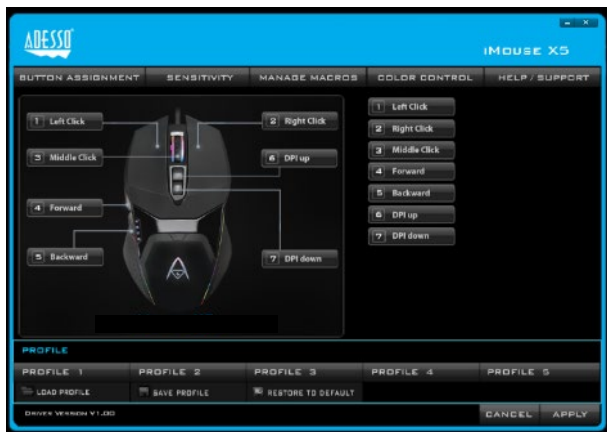 ADESSO
iMOUSE X5
BUTTON ASSIGNMENT SENSITIVITY MANAGE MACROS COLOR CONTROL HELP / SUPPORT
1 Left Click
2 Right Click
3 Middle Click
6 DPI up
4 Forward
5 Backward
7 DPI down
1 Left Click
2 Right Click
3 Middle Click
4 Forward
5 Backward
6 DPI up
7 DPI down
PROFILE
PROFILE 1 PROFILE 2 PROFILE 3 PROFILE 4 PROFILE 5
LOAD PROFILE SAVE PROFILE RESTORE TO DEFAULT
DRIVER VERSION V1.00
CANCEL APPLY